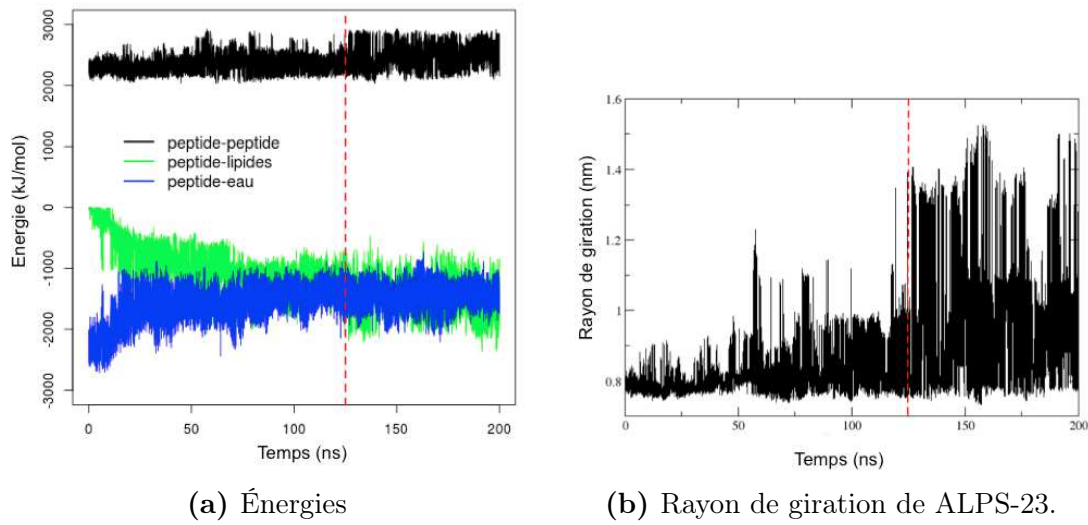 3000
2000
1000
0
-1000
-2000
-3000
Énergie (kJ/mol)
peptide-peptide
peptide-lipides
peptide-eau
0
50
100
150
200
Temps (ns)
(a) Énergies
1.6
1.4
1.2
1
0.8
Rayon de giration (nm)
0
50
100
150
200
Temps (ns)
(b) Rayon de giration de ALPS-23.